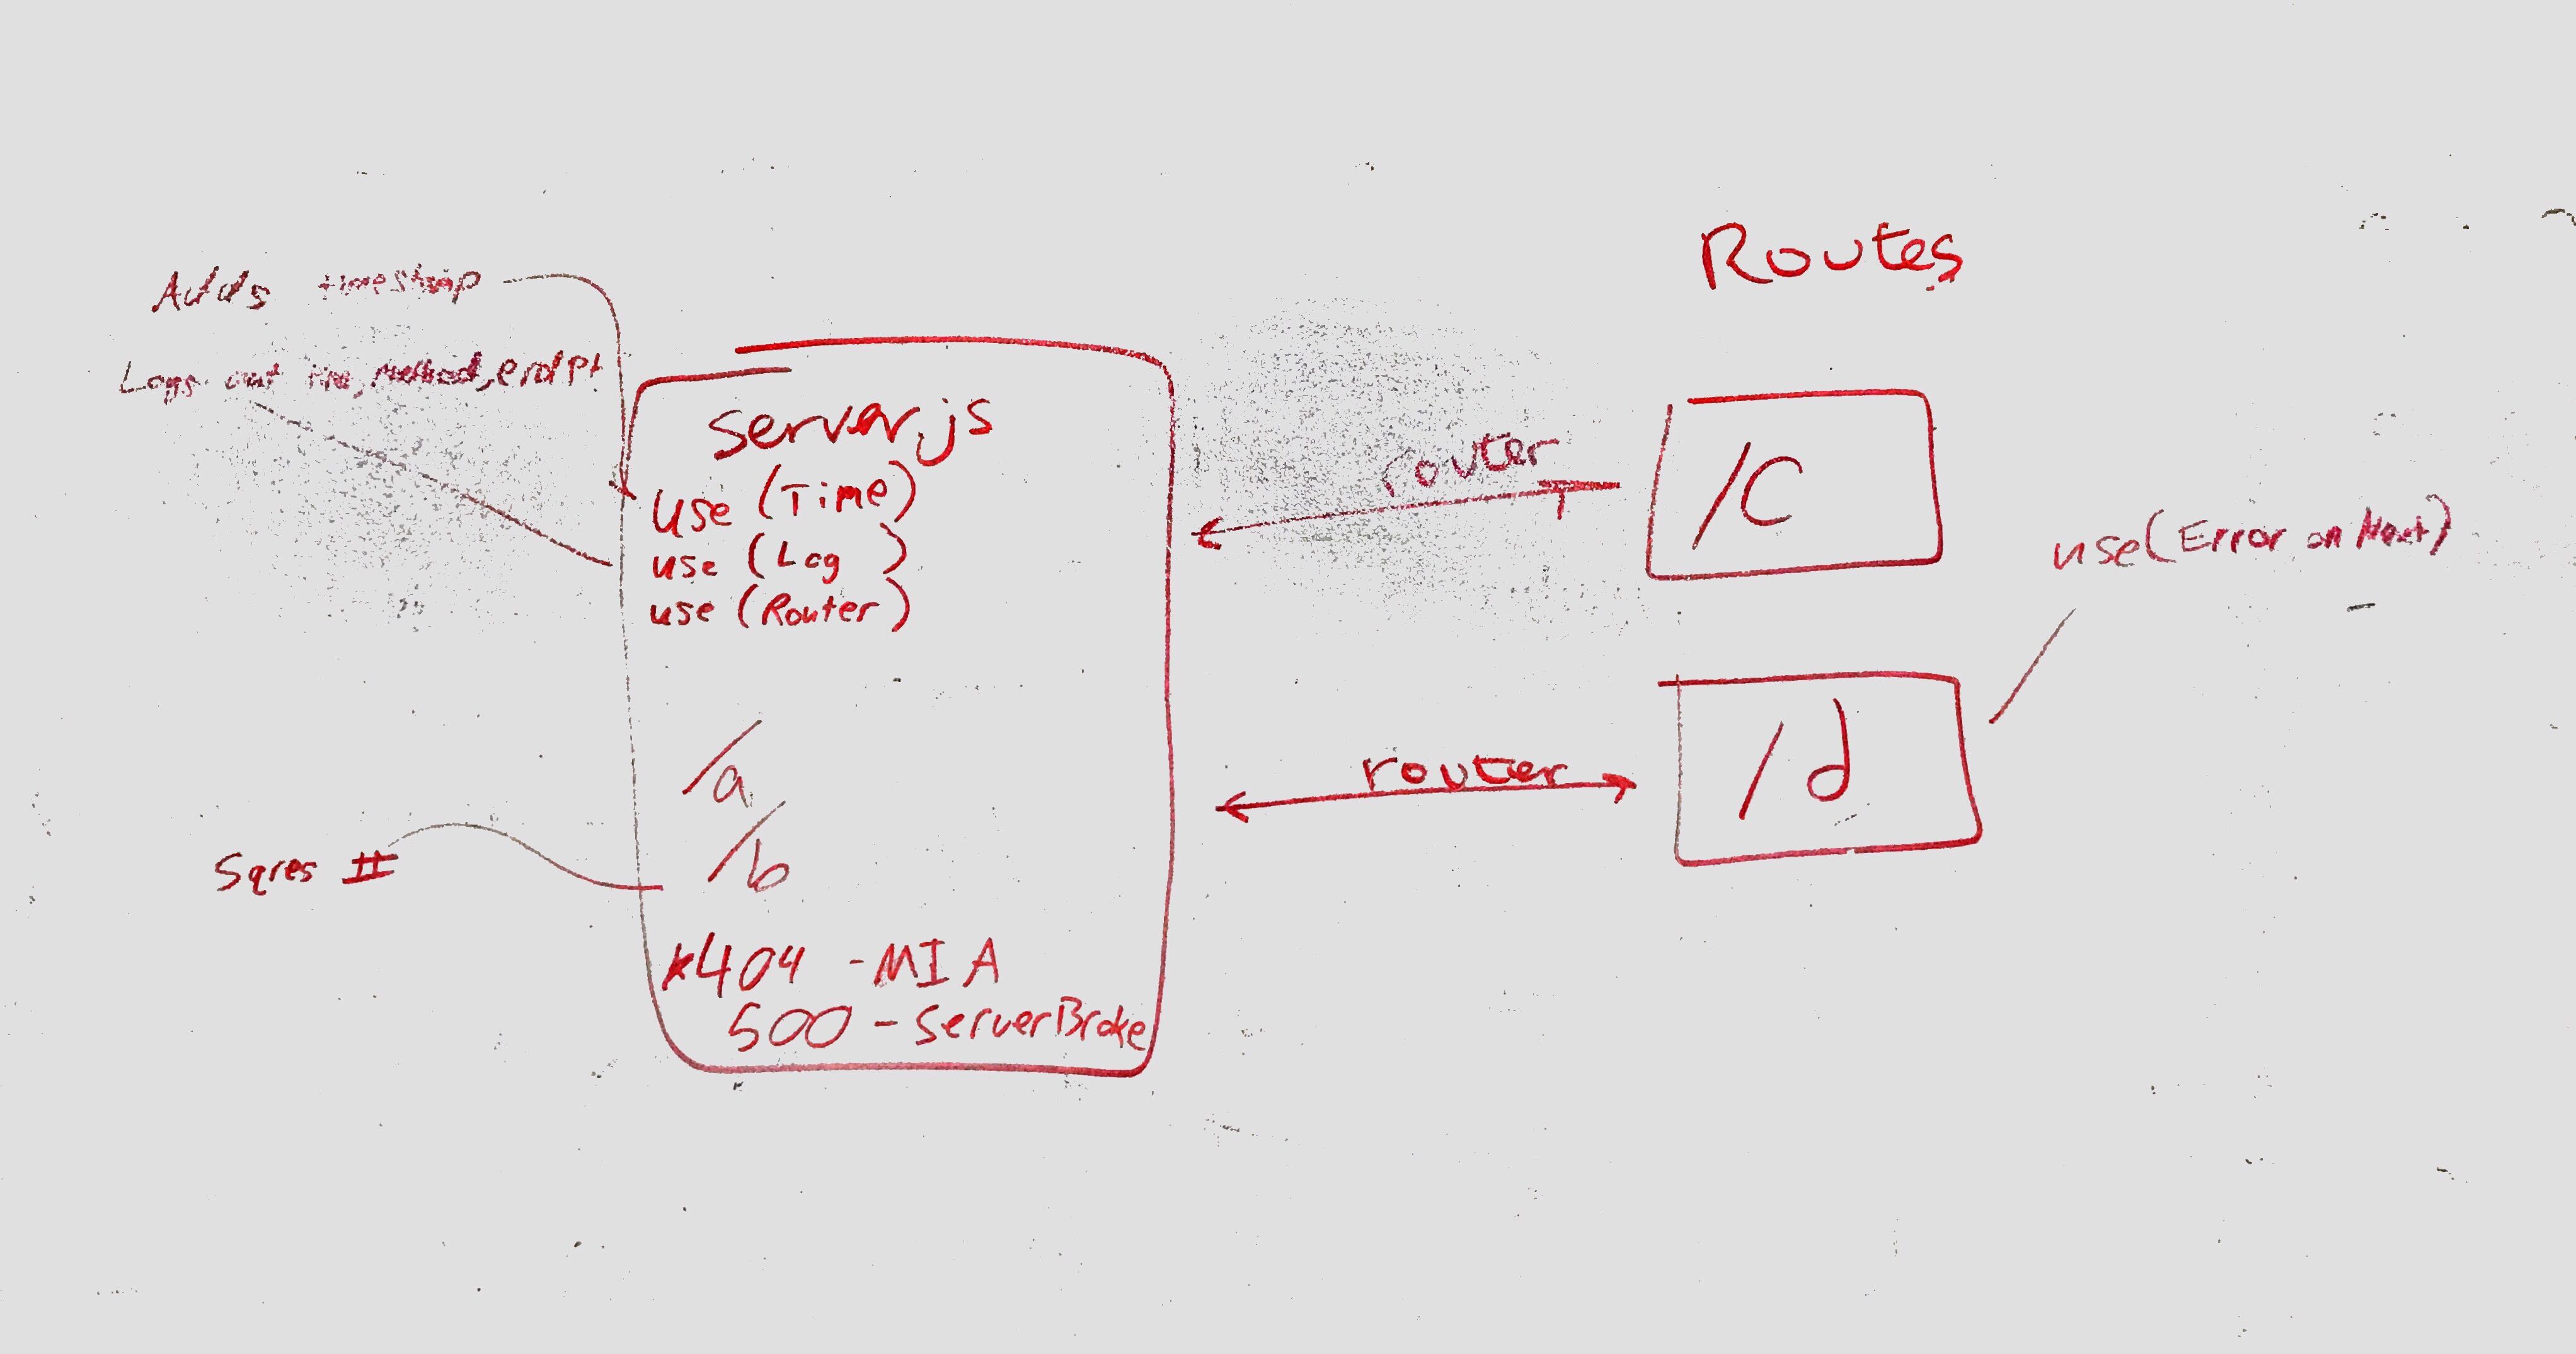 Routes
Adds timestamp
Logs out time, method, endpt
server.js
use (Time)
use (Log )
use (Router)
router
/C
use(Error on Next)
/a
/b
router
/d
Sqres #
*404 - MIA
500 - ServerBroke